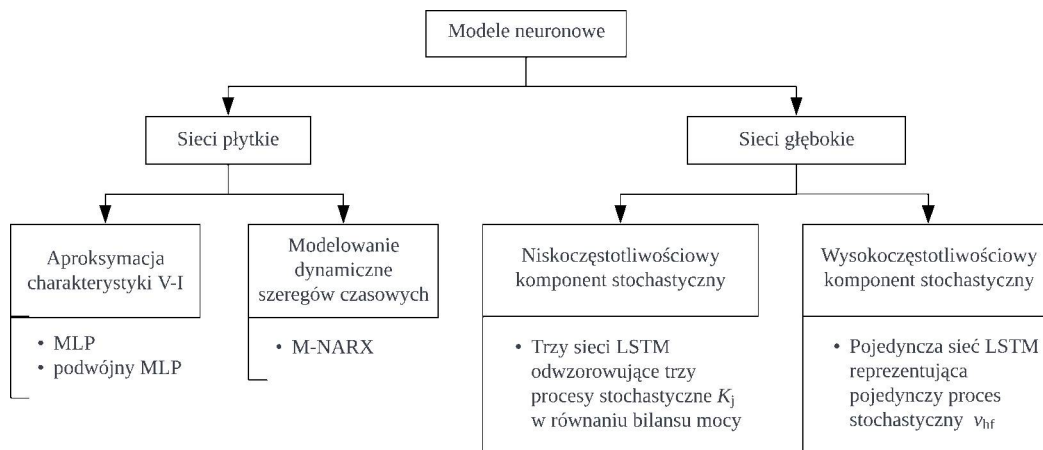 Modele neuronowe
Sieci płytkie
Sieci głębokie
Aproksymacja
charakterystyki V-I
Modelowanie
dynamiczne
szeregów czasowych
Niskoczęstotliwościowy
komponent stochastyczny
Wysokoczęstotliwościowy
komponent stochastyczny
• MLP
• podwójny MLP
• M-NARX
• Trzy sieci LSTM
odwzorowujące trzy
procesy stochastyczne Kj
w równaniu bilansu mocy
• Pojedyncza sieć LSTM
reprezentująca
pojedynczy proces
stochastyczny vhf